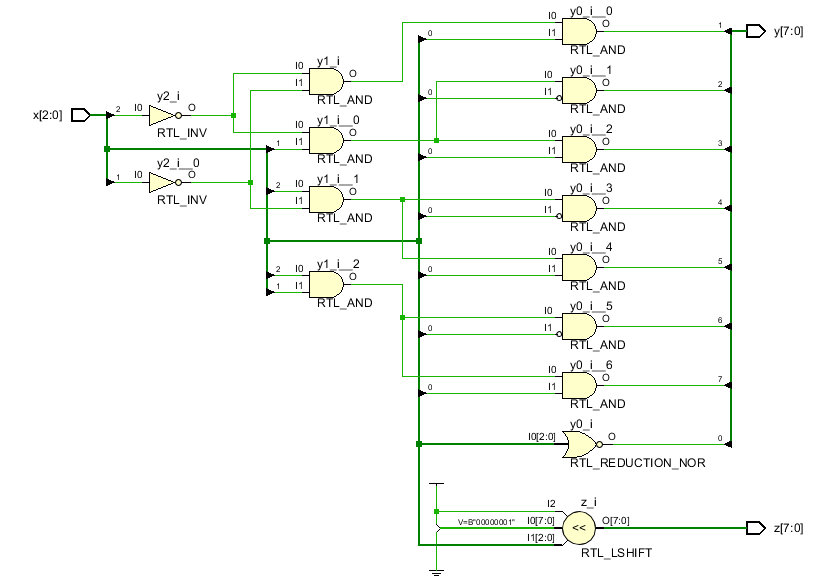 y0_i__0
I0 O 1 y[7:0]
0 I1
RTL_AND
y1_i
I0 O
I1
RTL_AND
y0_i__1
I0 O 2
0 I1
RTL_AND
x[2:0] 2 I0 y2_i O
RTL_INV
y1_i__0
I0 O
1 I1
RTL_AND
y0_i__2
I0 O 3
0 I1
RTL_AND
y2_i__0
1 I0 O
RTL_INV
y1_i__1
2 I0 O
I1
RTL_AND
y0_i__3
I0 O 4
0 I1
RTL_AND
y0_i__4
I0 O 5
0 I1
RTL_AND
y1_i__2
2 I0 O
1 I1
RTL_AND
y0_i__5
I0 O 6
0 I1
RTL_AND
y0_i__6
I0 O 7
0 I1
RTL_AND
y0_i
I0[2:0] O 0
RTL_REDUCTION_NOR
z_i
I2
V=B"00000001" I0[7:0] << O[7:0] z[7:0]
I1[2:0]
RTL_LSHIFT